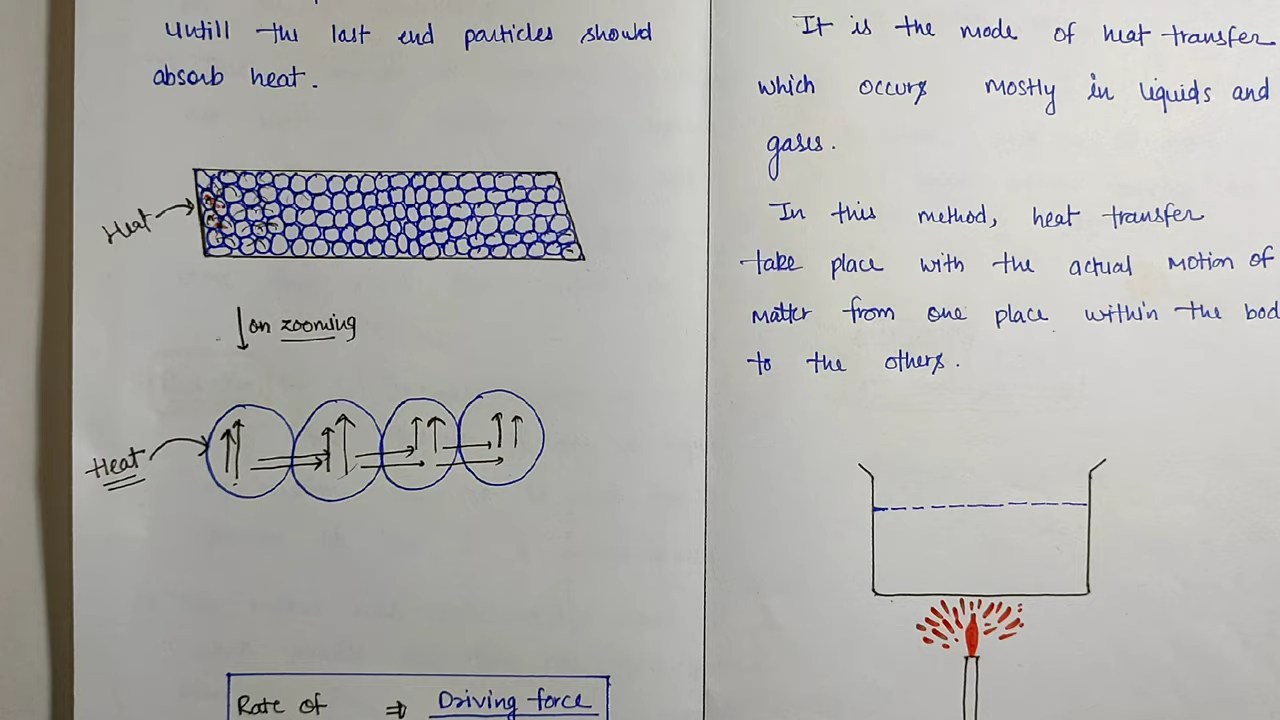 Untill the last end particles should
absorb heat.
Heat
on zooming
Heat
Rate of ⇒ Driving force
It is the mode of heat transfer
which occurs mostly in liquids and
gases.
In this method, heat transfer
take place with the actual motion of
matter from one place within the bod
to the others.